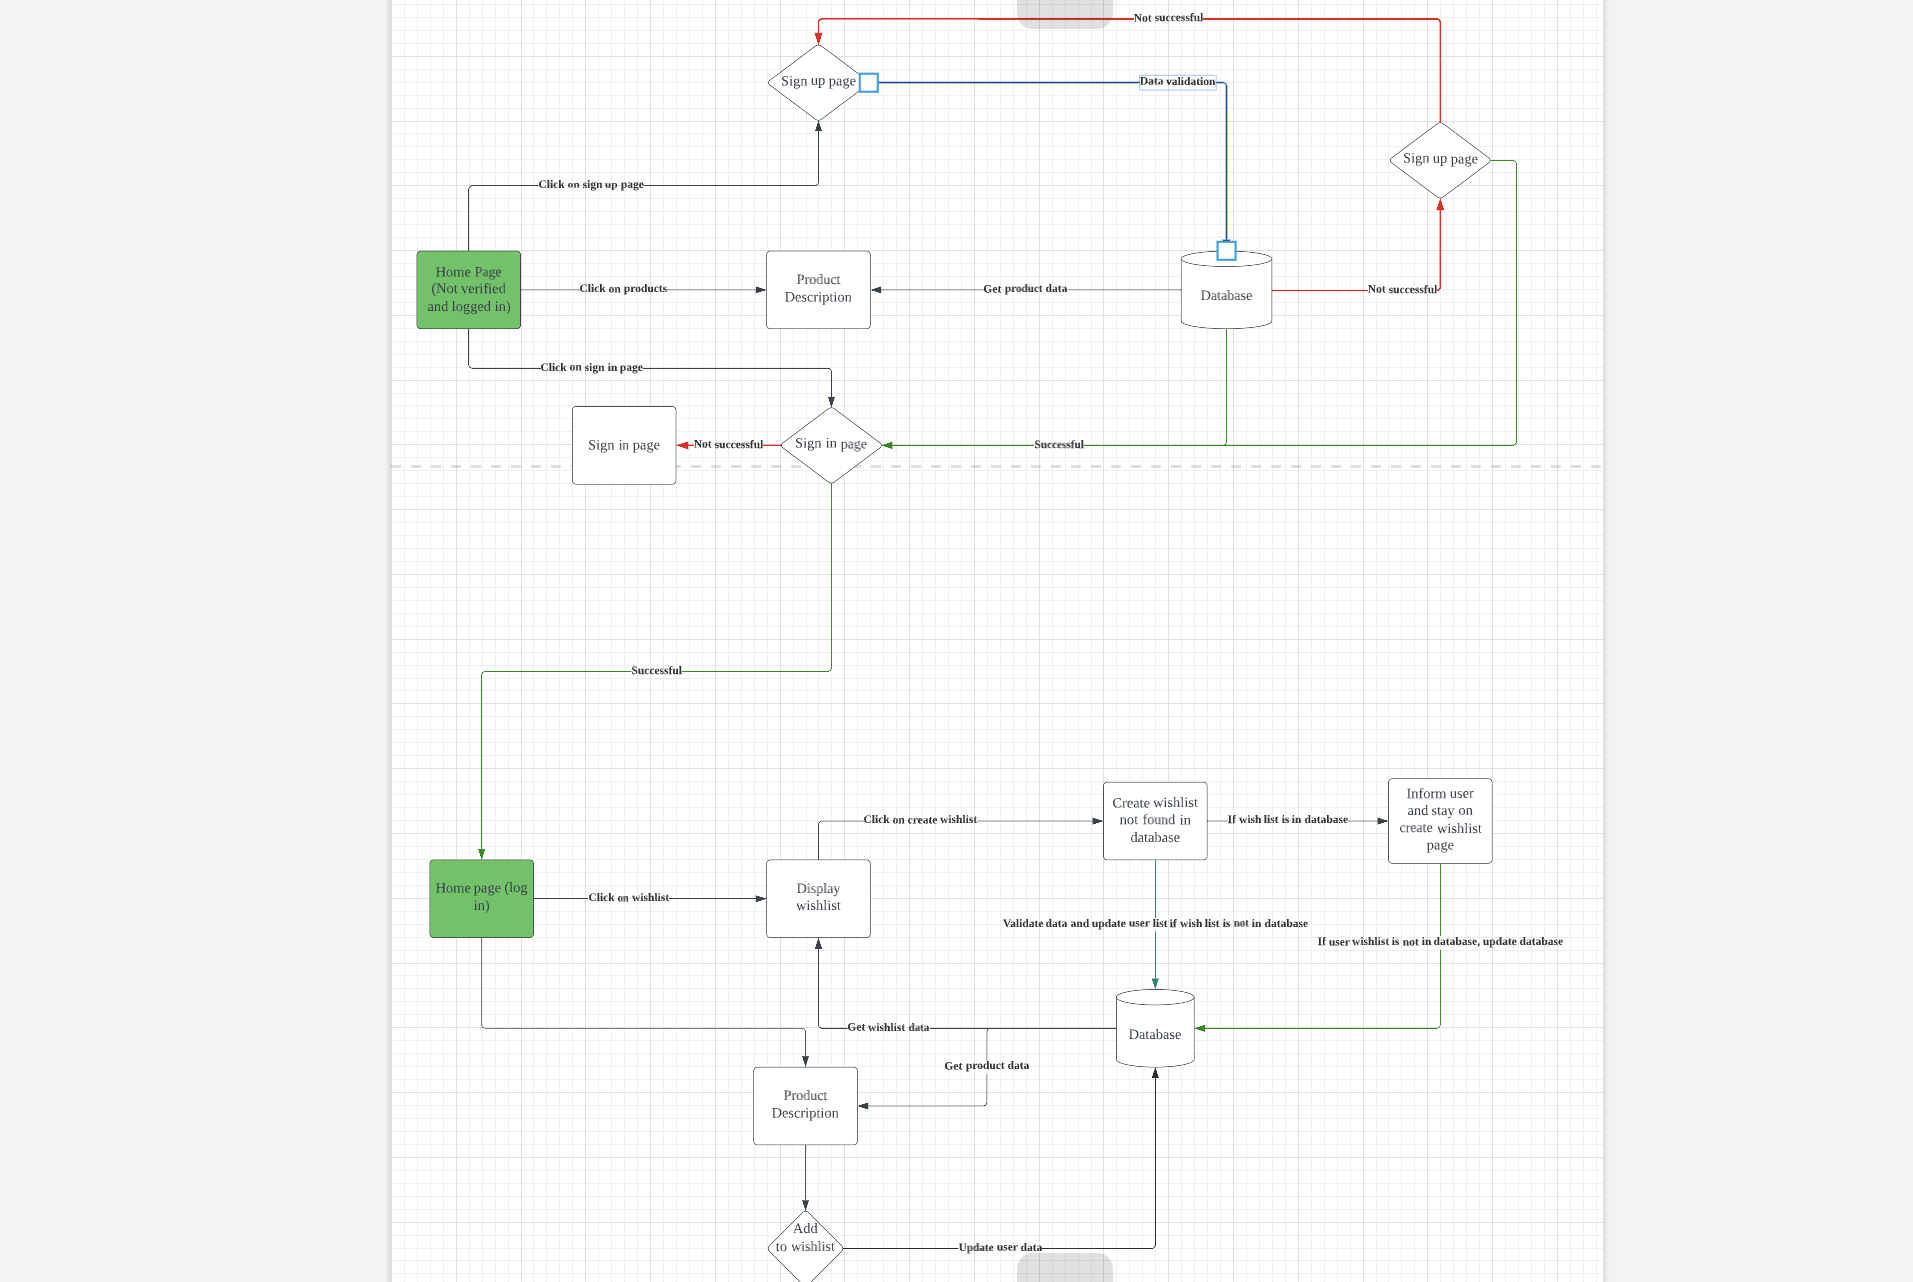 Not successful
Sign up page
Data validation
Sign up page
Click on sign up page
Home Page
(Not verified
and logged in)
Click on products
Product
Description
Get product data
Database
Not successful
Click on sign in page
Sign in page
Not successful
Sign in page
Successful
Successful
Create wishlist
not found in
database
If wish list is in database
Inform user
and stay on
create wishlist
page
Click on create wishlist
Home page (log
in)
Click on wishlist
Display
wishlist
Validate data and update user list if wish list is not in database
If user wishlist is not in database, update database
Get wishlist data
Database
Get product data
Product
Description
Add
to wishlist
Update user data